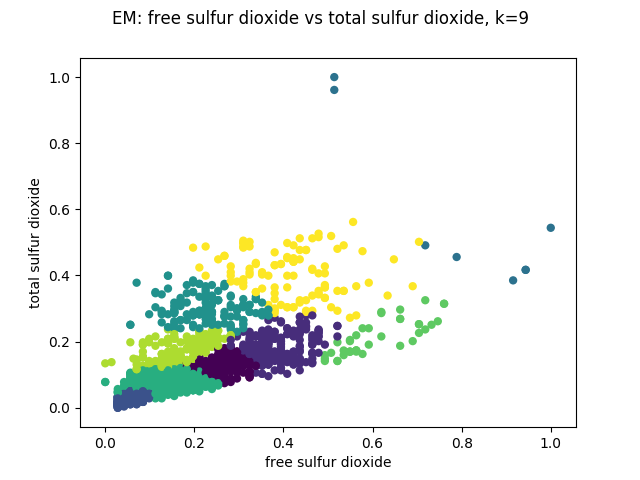 EM: free sulfur dioxide vs total sulfur dioxide, k=9
1.0
0.8
0.6
0.4
0.2
0.0
total sulfur dioxide
0.0 0.2 0.4 0.6 0.8 1.0
free sulfur dioxide